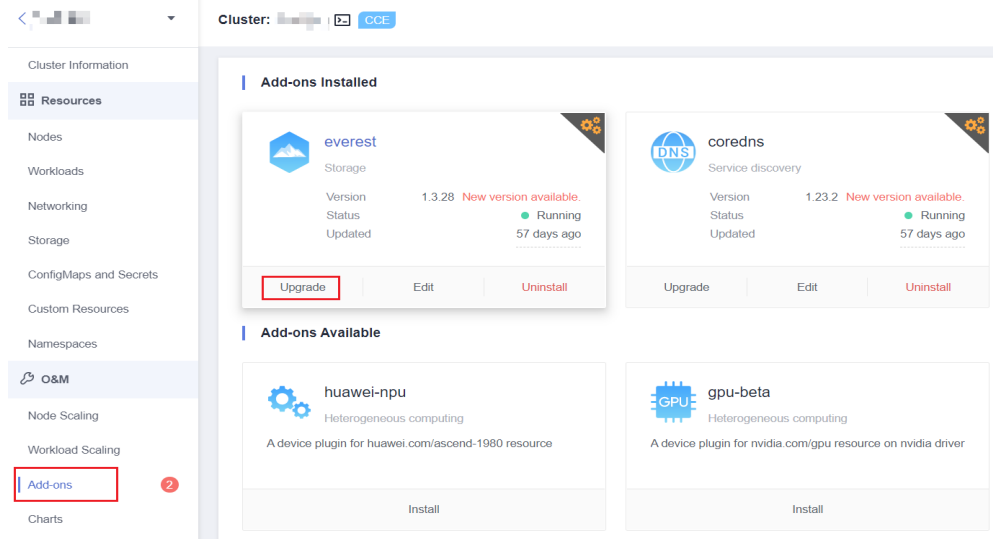 Cluster: CCE
Cluster Information
Resources
Nodes
Workloads
Networking
Storage
ConfigMaps and Secrets
Custom Resources
Namespaces
O&M
Node Scaling
Workload Scaling
Add-ons 2
Charts
Add-ons Installed
everest
Storage
Version 1.3.28 New version available.
Status Running
Updated 57 days ago
Upgrade Edit Uninstall
DNS
coredns
Service discovery
Version 1.23.2 New version available.
Status Running
Updated 57 days ago
Upgrade Edit Uninstall
Add-ons Available
huawei-npu
Heterogeneous computing
A device plugin for huawei.com/ascend-1980 resource
Install
GPU
gpu-beta
Heterogeneous computing
A device plugin for nvidia.com/gpu resource on nvidia driver
Install